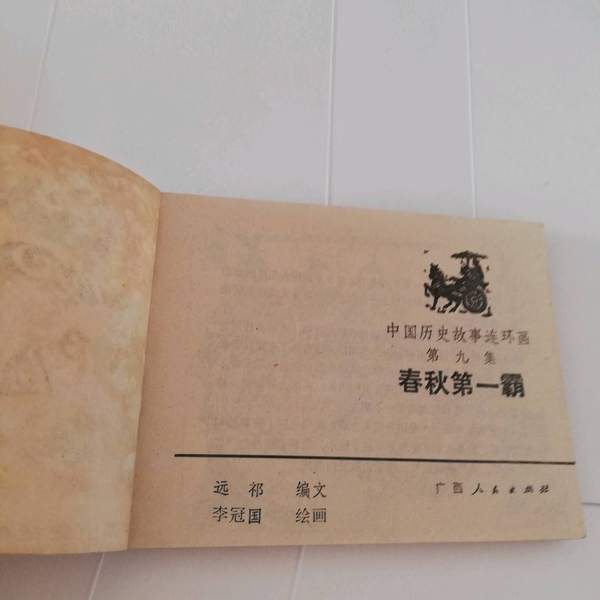 中国历史故事连环画
第九集
春秋第一霸
远祁 编文
李冠国 绘画
广西人民出版社